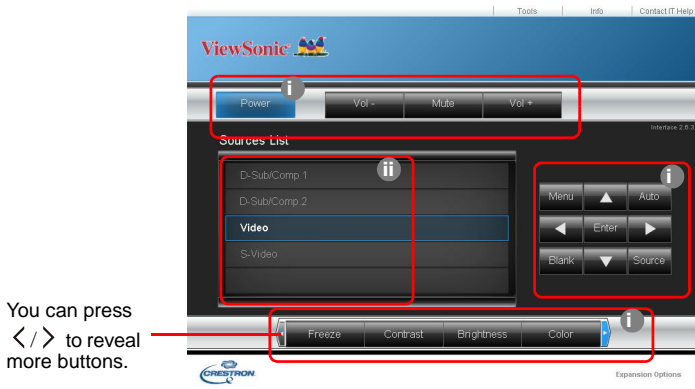 Tools Info Contact IT Help
ViewSonic
i
Power Vol - Mute Vol +
Interface 2.6.3
Sources List
ii
i
D-Sub/Comp.1
D-Sub/Comp.2
Video
S-Video
Menu Auto
Enter
Blank Source
You can press
/ to reveal
more buttons.
i
Freeze Contrast Brightness Color
CRESTRON
Expansion Options